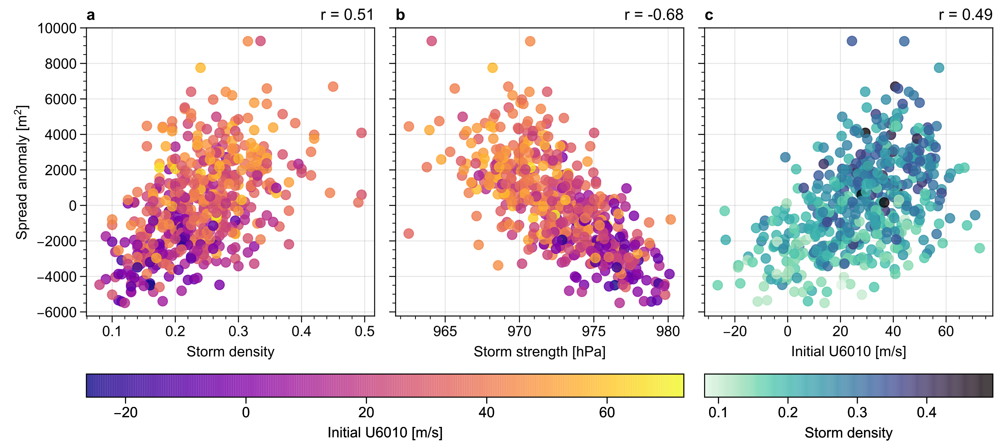 a r = 0.51
b r = -0.68
c r = 0.49
10000
8000
6000
4000
2000
0
−2000
−4000
−6000
Spread anomaly [m²]
0.1 0.2 0.3 0.4 0.5
965 970 975 980
−20 0 20 40 60
Storm density
Storm strength [hPa]
Initial U6010 [m/s]
−20 0 20 40 60
0.1 0.2 0.3 0.4
Initial U6010 [m/s]
Storm density